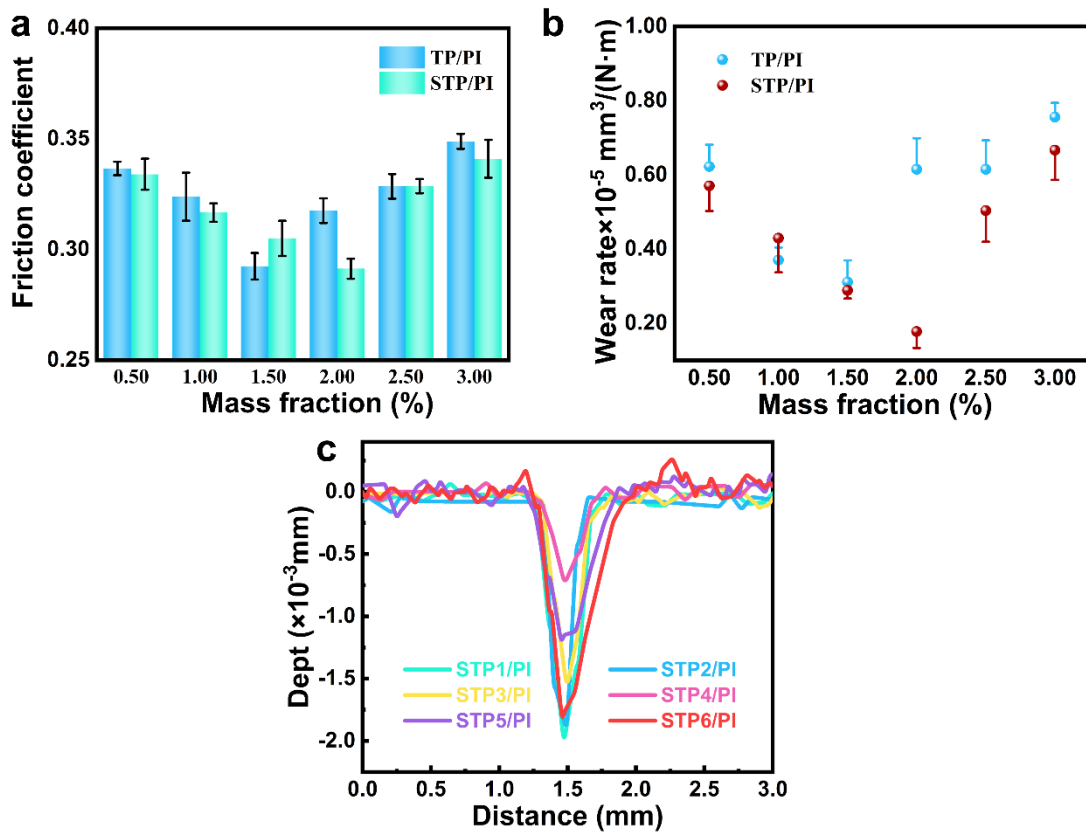 a
0.40
0.35
0.30
0.25
Friction coefficient
TP/PI
STP/PI
0.50 1.00 1.50 2.00 2.50 3.00
Mass fraction (%)
b
1.00
0.80
0.60
0.40
0.20
Wear rate×10⁻⁵ mm³/(N·m)
TP/PI
STP/PI
0.50 1.00 1.50 2.00 2.50 3.00
Mass fraction (%)
c
0.0
-0.5
-1.0
-1.5
-2.0
Dept (×10⁻³mm)
STP1/PI STP2/PI
STP3/PI STP4/PI
STP5/PI STP6/PI
0.0 0.5 1.0 1.5 2.0 2.5 3.0
Distance (mm)